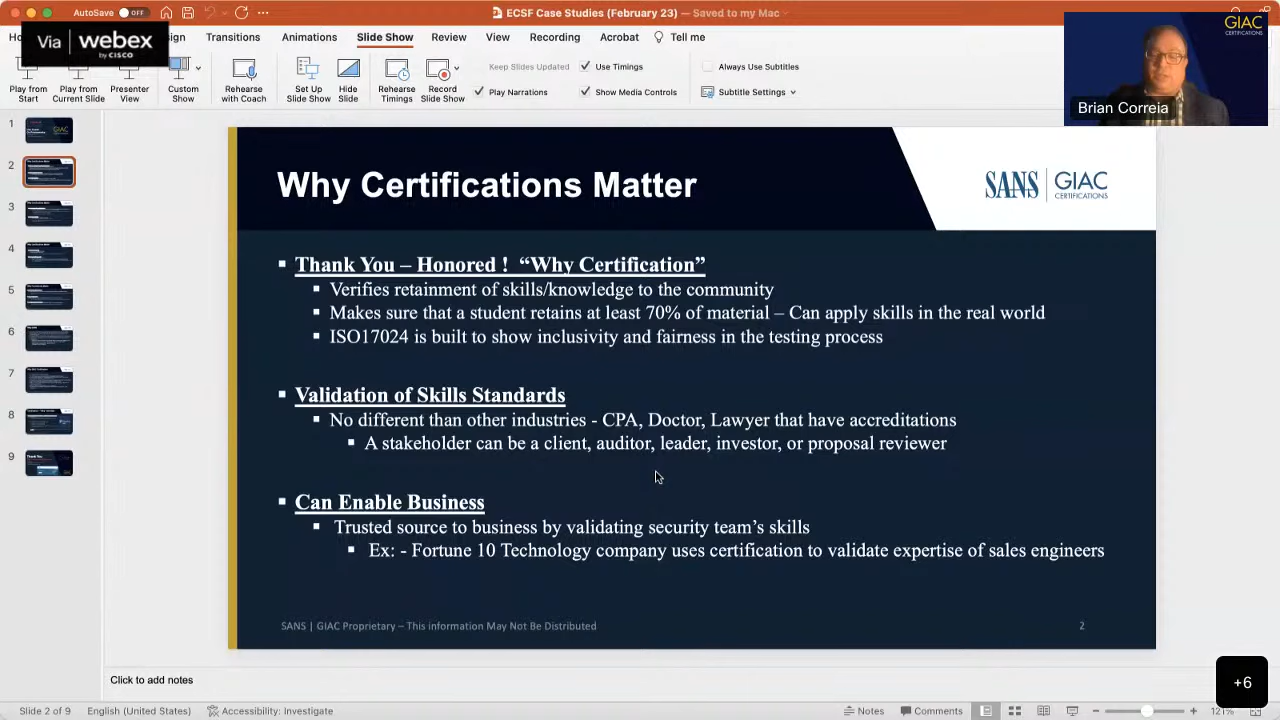 AutoSave OFF
ECSF Case Studies (February 23) — Saved to my Mac
Via webex
by CISCO
Transitions
Animations
Slide Show
Review
View
Recording
Acrobat
Tell me
Play from
Start
Play from
Current Slide
Presenter
View
Custom
Show
Rehearse
with Coach
Set Up
Slide Show
Hide
Slide
Rehearse
Timings
Record
Slide Show
Keep Slides Updated
Play Narrations
Use Timings
Show Media Controls
Always Use Subtitles
Subtitle Settings
GIAC
CERTIFICATIONS
Brian Correia
1
2
3
4
5
6
7
8
9
Why Certifications Matter
SANS GIAC
CERTIFICATIONS
Thank You – Honored ! “Why Certification”
Verifies retainment of skills/knowledge to the community
Makes sure that a student retains at least 70% of material – Can apply skills in the real world
ISO17024 is built to show inclusivity and fairness in the testing process
Validation of Skills Standards
No different than other industries - CPA, Doctor, Lawyer that have accreditations
A stakeholder can be a client, auditor, leader, investor, or proposal reviewer
Can Enable Business
Trusted source to business by validating security team’s skills
Ex: - Fortune 10 Technology company uses certification to validate expertise of sales engineers
SANS | GIAC Proprietary – This information May Not Be Distributed
2
Click to add notes
+6
Slide 2 of 9
English (United States)
Accessibility: Investigate
Notes
Comments